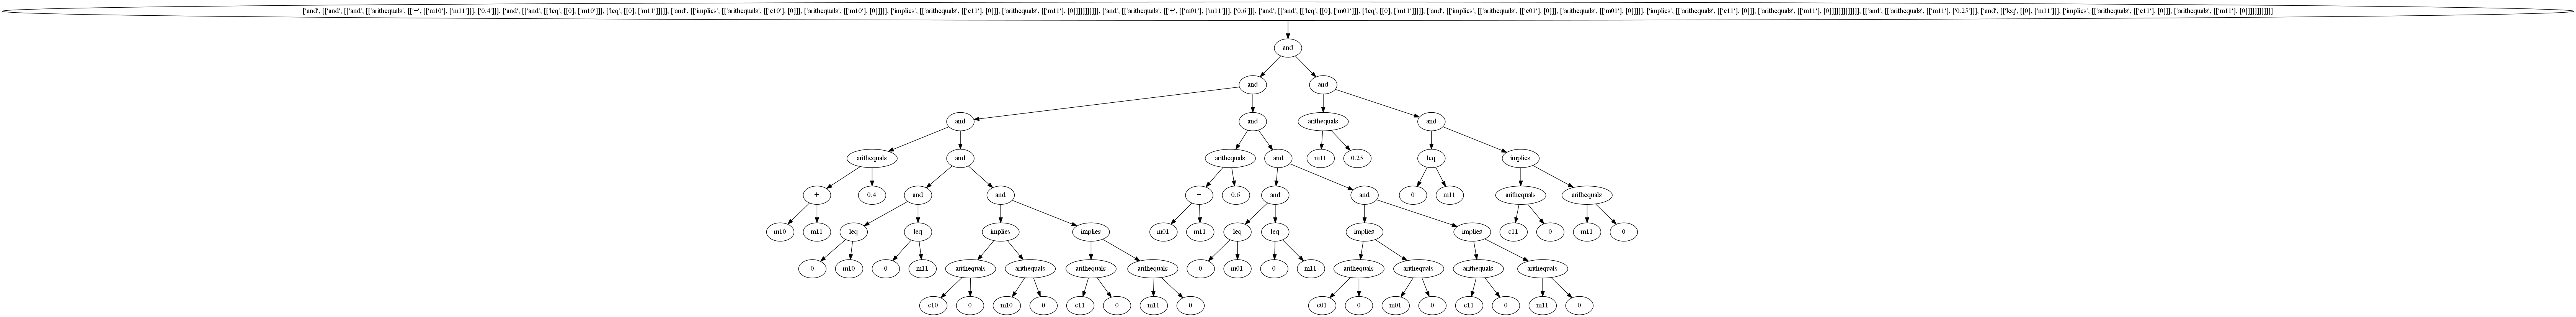 ['and', [['and', [['and', [['arithequals', [['+', [['m10'], ['m11']]], ['0.4']]], ['and', [['and', [['leq', [[0], ['m10']]], ['leq', [[0], ['m11']]]]], ['and', [['implies', [['arithequals', [['c10'], [0]]], ['arithequals', [['m10'], [0]]]]], ['implies', [['arithequals', [['c11'], [0]]], ['arithequals', [['m11'], [0]]]]]]]]]]], ['and', [['arithequals', [['+', [['m01'], ['m11']]], ['0.6']]], ['and', [['and', [['leq', [[0], ['m01']]], ['leq', [[0], ['m11']]]]], ['and', [['implies', [['arithequals', [['c01'], [0]]], ['arithequals', [['m01'], [0]]]]], ['implies', [['arithequals', [['c11'], [0]]], ['arithequals', [['m11'], [0]]]]]]]]]]]]], ['and', [['arithequals', [['m11'], ['0.25']]], ['and', [['leq', [[0], ['m11']]], ['implies', [['arithequals', [['c11'], [0]]], ['arithequals', [['m11'], [0]]]]]]]]]]]
and
and and
and and arithequals and
arithequals and arithequals and m11 0.25 leq implies
+ 0.4 and and + 0.6 and and 0 m11 arithequals arithequals
m10 m11 leq leq implies implies m01 m11 leq leq implies implies c11 0 m11 0
0 m10 0 m11 arithequals arithequals arithequals arithequals 0 m01 0 m11 arithequals arithequals arithequals arithequals
c10 0 m10 0 c11 0 m11 0 c01 0 m01 0 c11 0 m11 0